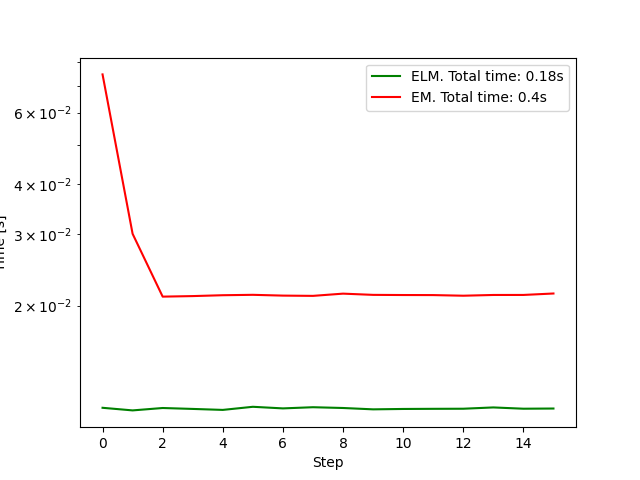 ELM. Total time: 0.18s
EM. Total time: 0.4s
6 × 10⁻²
4 × 10⁻²
3 × 10⁻²
2 × 10⁻²
[s]
0 2 4 6 8 10 12 14
Step